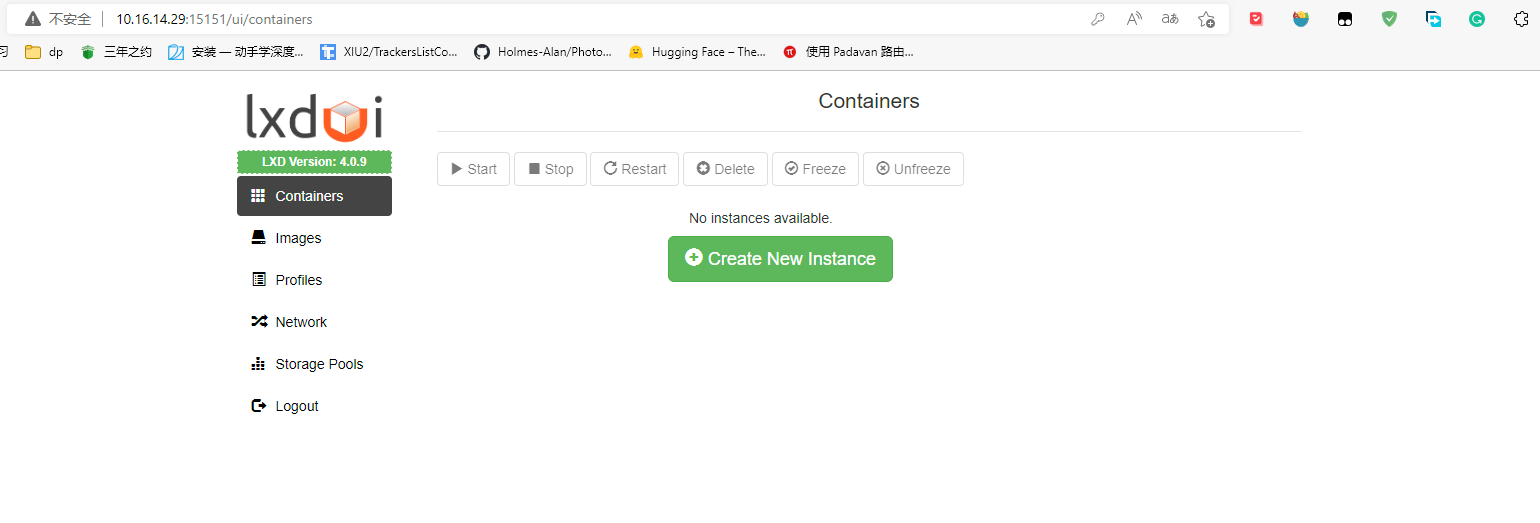 不安全 10.16.14.29:15151/ui/containers
习 dp 三年之约 安装 — 动手学深度... XIU2/TrackersListCo... Holmes-Alan/Photo... Hugging Face – The... 使用 Padavan 路由...
lxdui
LXD Version: 4.0.9
Containers
Images
Profiles
Network
Storage Pools
Logout
Containers
Start Stop Restart Delete Freeze Unfreeze
No instances available.
Create New Instance